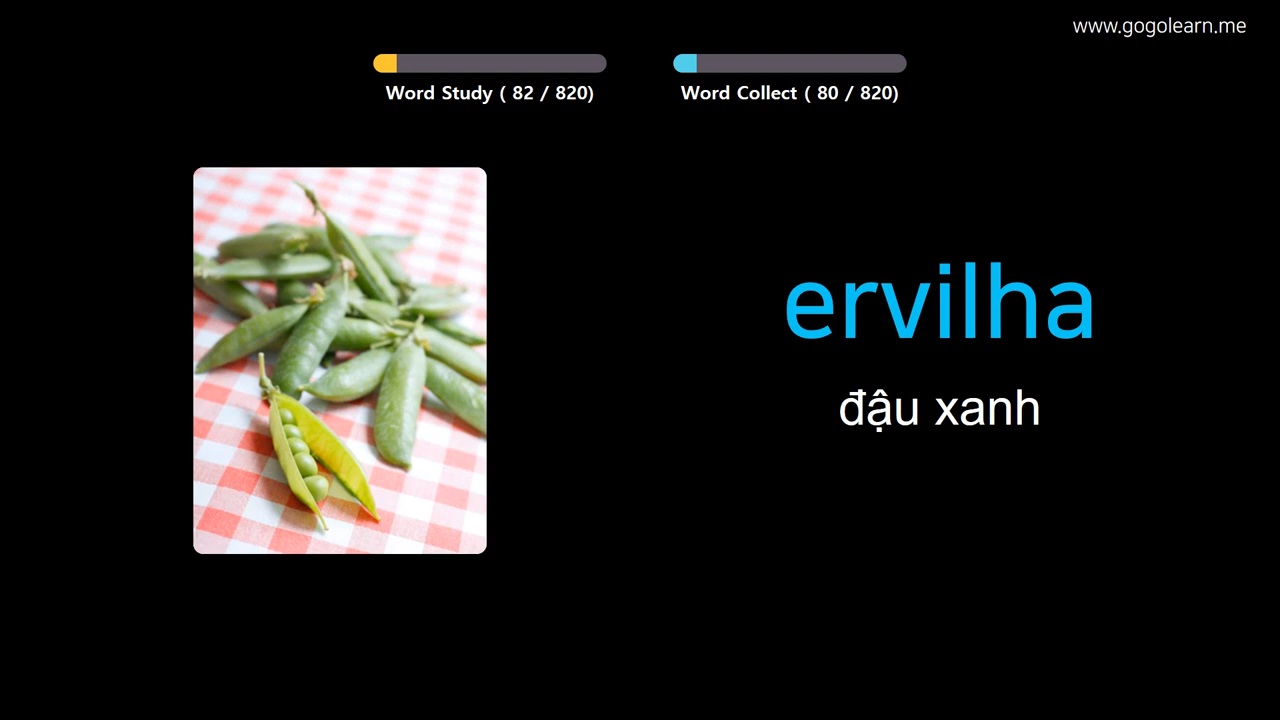 www.gogolearn.me
Word Study ( 82 / 820)
Word Collect ( 80 / 820)
ervilha
đậu xanh